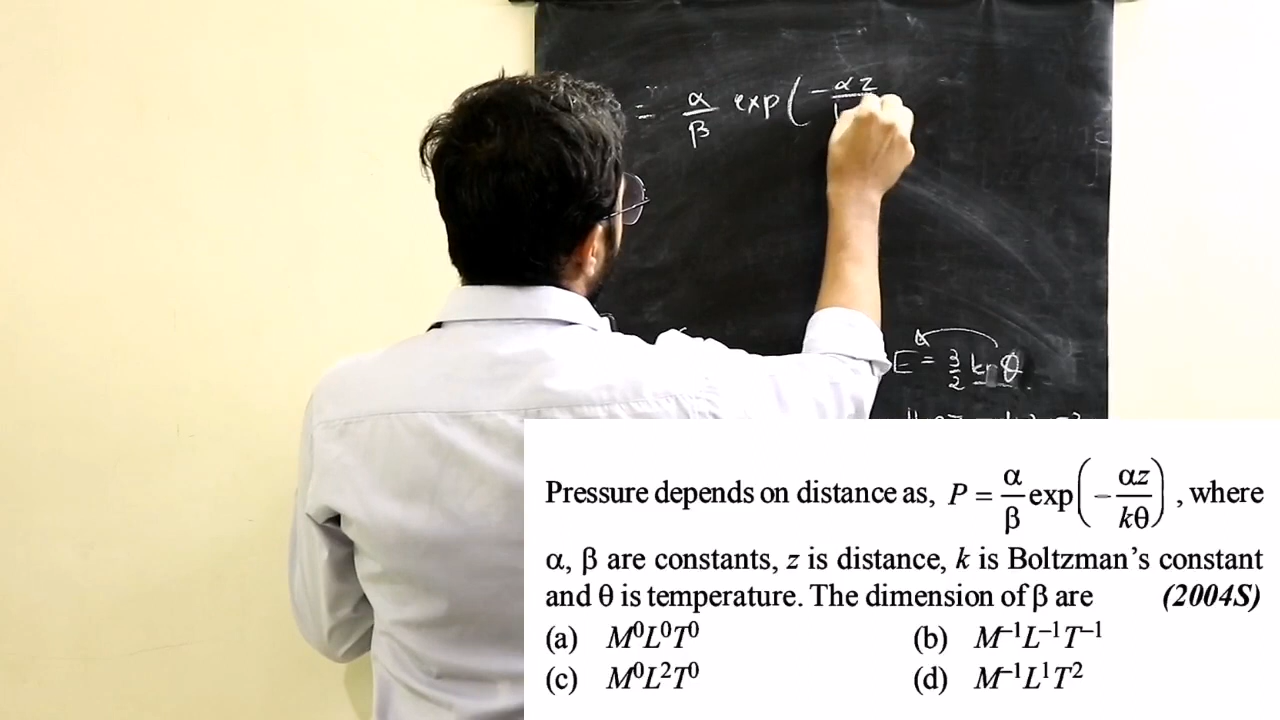 = α/β exp(-αz/
E = 3/2 k θ
Pressure depends on distance as, P = α/β exp(-αz/kθ), where
α, β are constants, z is distance, k is Boltzman's constant
and θ is temperature. The dimension of β are (2004S)
(a) M⁰L⁰T⁰ (b) M⁻¹L⁻¹T⁻¹
(c) M⁰L²T⁰ (d) M⁻¹L¹T²